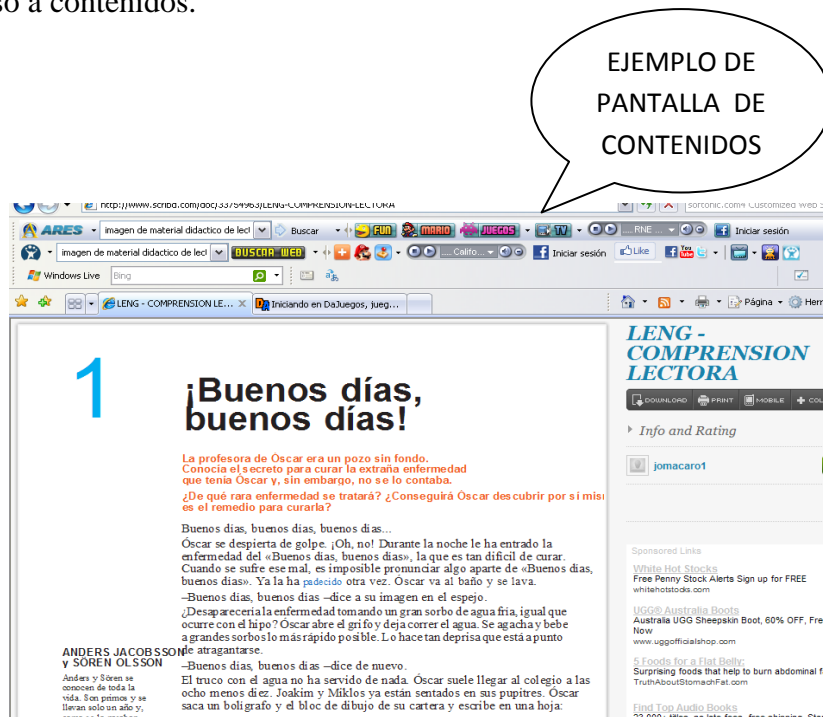 so a contenidos.
EJEMPLO DE
PANTALLA DE
CONTENIDOS
http://www.scribd.com/doc/33754963/LENG-COMPRENSION-LECTORA
softonic.com4 Customized Web S
ARES
imagen de material didactico de lect
Buscar
FUN
MARIO
JUEGOS
TV
RNE ...
Iniciar sesión
imagen de material didactico de lect
BUSCAR WEB
Califo...
Iniciar sesión
Like
Windows Live
Bing
LENG - COMPRENSION LE...
Iniciando en DaJuegos, jueg...
Página
Herr
1
¡Buenos días,
buenos días!
La profesora de Óscar era un pozo sin fondo.
Conocía el secreto para curar la extraña enfermedad
que tenía Óscar y, sin embargo, no se lo contaba.
¿De qué rara enfermedad se tratará? ¿Conseguirá Óscar descubrir por sí mis
es el remedio para curarla?
Buenos días, buenos días, buenos días...
Óscar se despierta de golpe. ¡Oh, no! Durante la noche le ha entrado la
enfermedad del «Buenos días, buenos días», la que es tan difícil de curar.
Cuando se sufre ese mal, es imposible pronunciar algo aparte de «Buenos días,
buenos días». Ya la ha padecido otra vez. Óscar va al baño y se lava.
–Buenos días, buenos días –dice a su imagen en el espejo.
¿Desaparecería la enfermedad tomando un gran sorbo de agua fría, igual que
ocurre con el hipo? Óscar abre el grifo y deja correr el agua. Se agacha y bebe
a grandes sorbos lo más rápido posible. Lo hace tan deprisa que está a punto
de atragantarse.
–Buenos días, buenos días –dice de nuevo.
El truco con el agua no ha servido de nada. Óscar suele llegar al colegio a las
ocho menos diez. Joakim y Miklos ya están sentados en sus pupitres. Óscar
saca un bolígrafo y el bloc de dibujo de su cartera y escribe en una hoja:
ANDERS JACOBSSON
y SÖREN OLSSON
Anders y Sören se
conocen de toda la
vida. Son primos y se
llevan solo un año y,
LENG -
COMPRENSION
LECTORA
DOWNLOAD
PRINT
MOBILE
COL
Info and Rating
jomacaro1
Sponsored Links
White Hot Stocks
Free Penny Stock Alerts Sign up for FREE
whitehotstocks.com
UGG® Australia Boots
Australia UGG Sheepskin Boot, 60% OFF, Fre
Now
www.uggofficialshop.com
5 Foods for a Flat Belly:
Surprising foods that help to burn abdominal f
TruthAboutStomachFat.com
Find Top Audio Books